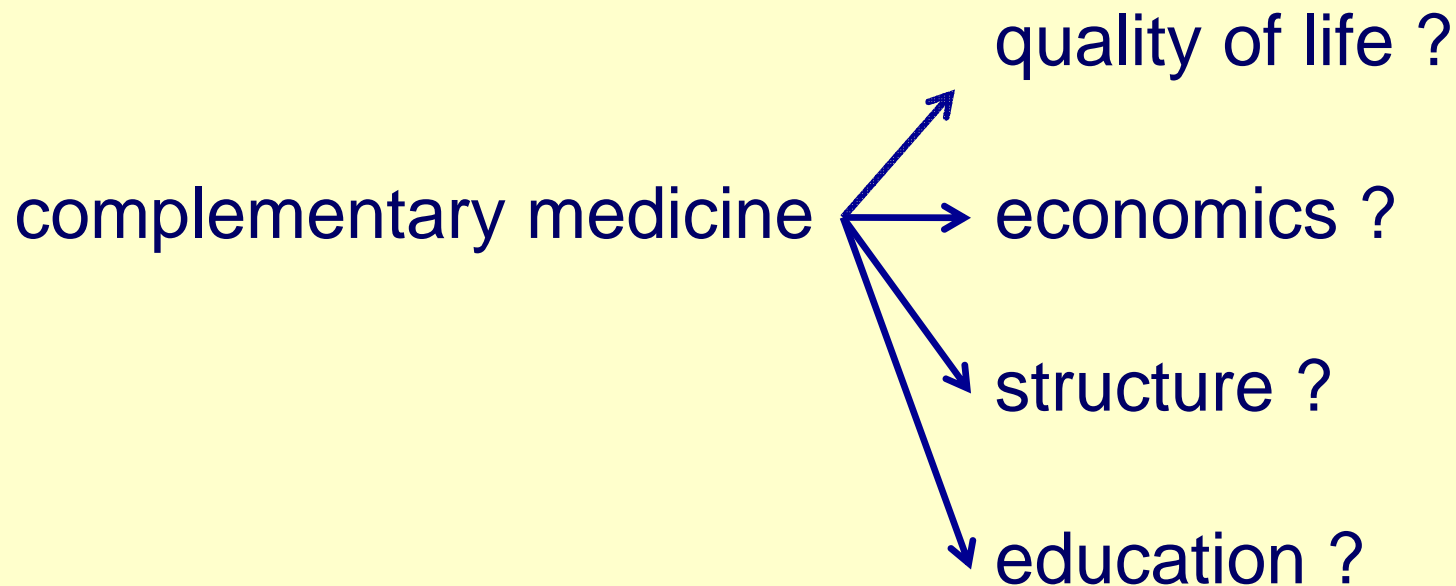 quality of life ?
complementary medicine
economics ?
structure ?
education ?